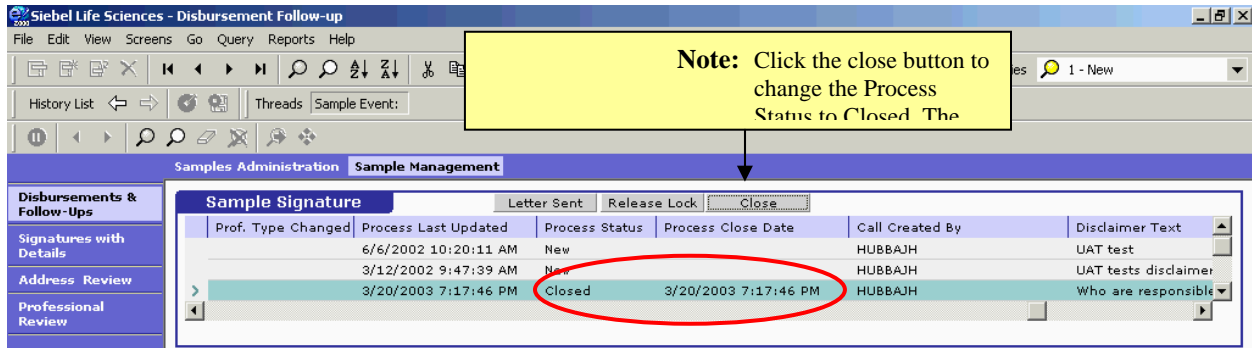 Siebel Life Sciences - Disbursement Follow-up
File Edit View Screens Go Query Reports Help
Note: Click the close button to
change the Process
Status to Closed. The
ies 1 - New
History List Threads Sample Event:
Samples Administration Sample Management
Disbursements &
Follow-Ups
Signatures with
Details
Address Review
Professional
Review
Sample Signature Letter Sent Release Lock Close
Prof. Type Changed Process Last Updated Process Status Process Close Date Call Created By Disclaimer Text
6/6/2002 10:20:11 AM New HUBBAJH UAT test
3/12/2002 9:47:39 AM New HUBBAJH UAT tests disclaimer
3/20/2003 7:17:46 PM Closed 3/20/2003 7:17:46 PM HUBBAJH Who are responsible